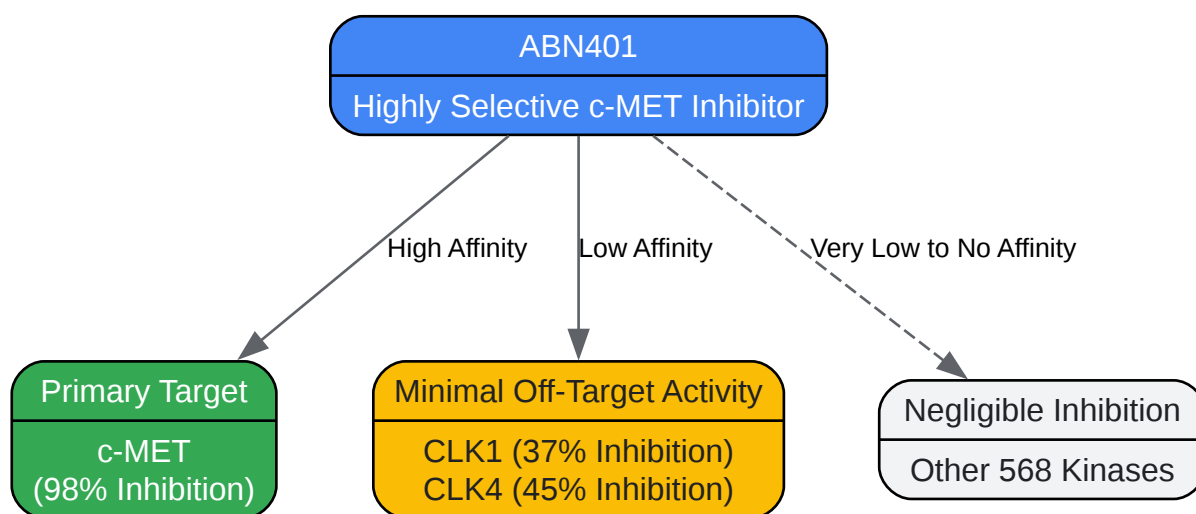 ABN401
Highly Selective c-MET Inhibitor
High Affinity
Low Affinity
Very Low to No Affinity
Primary Target
c-MET
(98% Inhibition)
Minimal Off-Target Activity
CLK1 (37% Inhibition)
CLK4 (45% Inhibition)
Negligible Inhibition
Other 568 Kinases